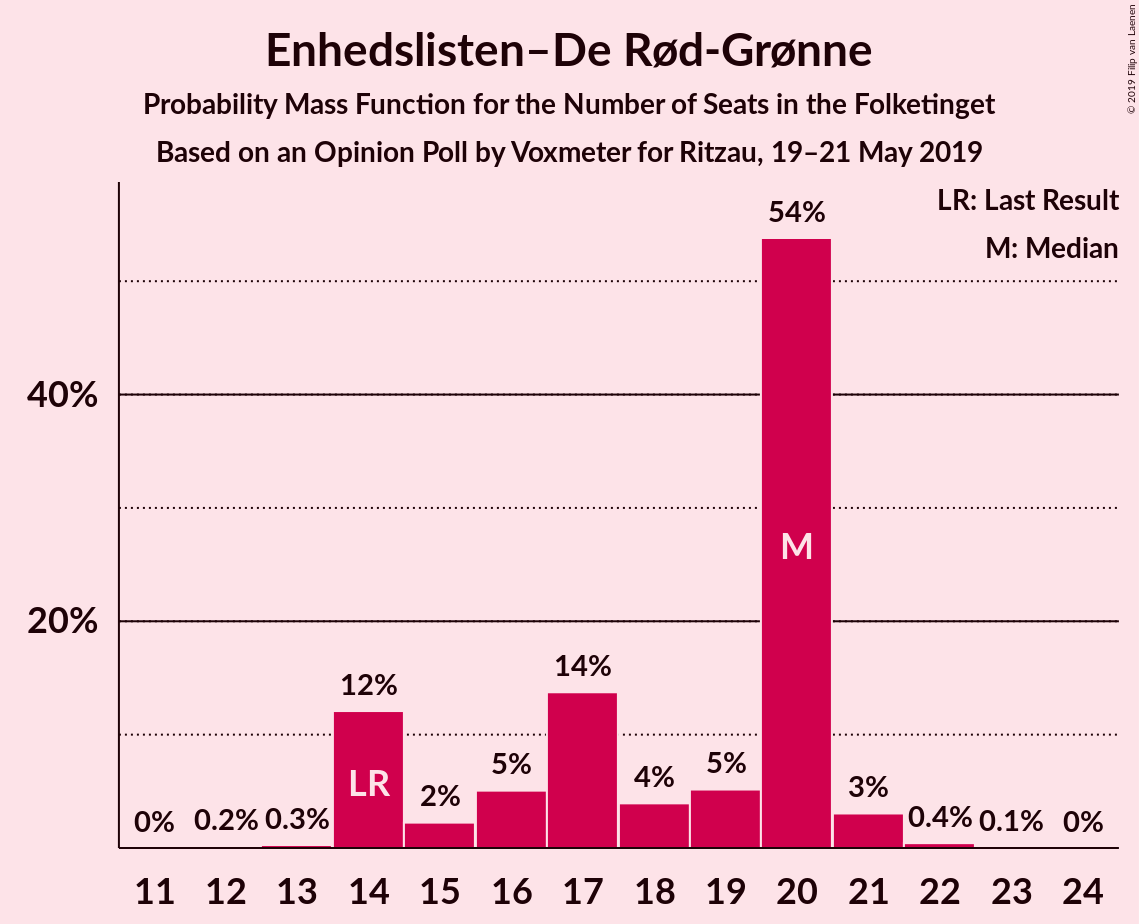 Enhedslisten–De Rød-Grønne
Probability Mass Function for the Number of Seats in the Folketinget
Based on an Opinion Poll by Voxmeter for Ritzau, 19–21 May 2019
© 2019 Filip van Laenen
LR: Last Result
M: Median
54%
40%
M
20%
14%
12%
LR
5%
5%
4%
2%
3%
0% 0.2% 0.3% 0.4% 0.1% 0%
11 12 13 14 15 16 17 18 19 20 21 22 23 24